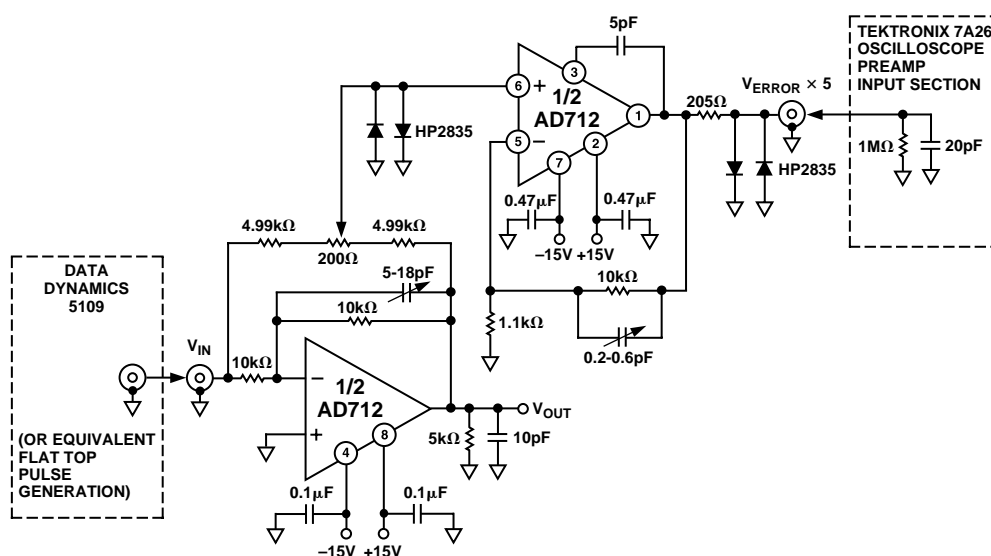 5pF
TEKTRONIX 7A26
OSCILLOSCOPE
PREAMP
INPUT SECTION
6
+
3
1/2
AD712
1
5
−
2
7
HP2835
205Ω
VERROR × 5
1MΩ
20pF
HP2835
0.47µF
0.47µF
–15V
+15V
4.99kΩ
4.99kΩ
200Ω
DATA
DYNAMICS
5109
5-18pF
10kΩ
10kΩ
1.1kΩ
0.2-0.6pF
VIN
10kΩ
−
1/2
AD712
+
4
8
VOUT
5kΩ
10pF
(OR EQUIVALENT
FLAT TOP
PULSE
GENERATION)
0.1µF
0.1µF
–15V
+15V